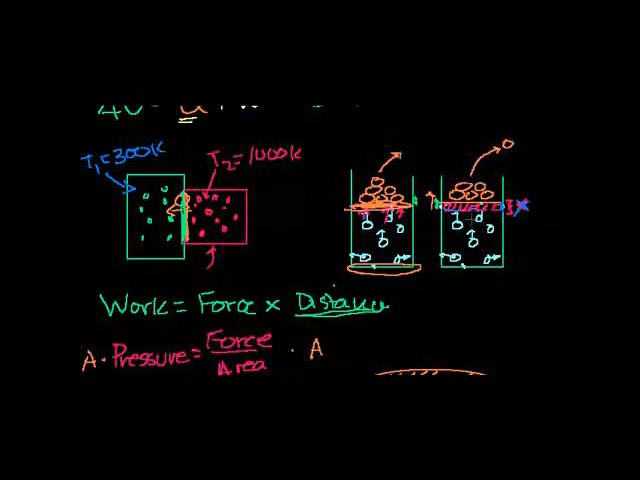 T₁=300K
T₂=1000K
x
Work = Force × Distance
A · Pressure = Force / Area · A